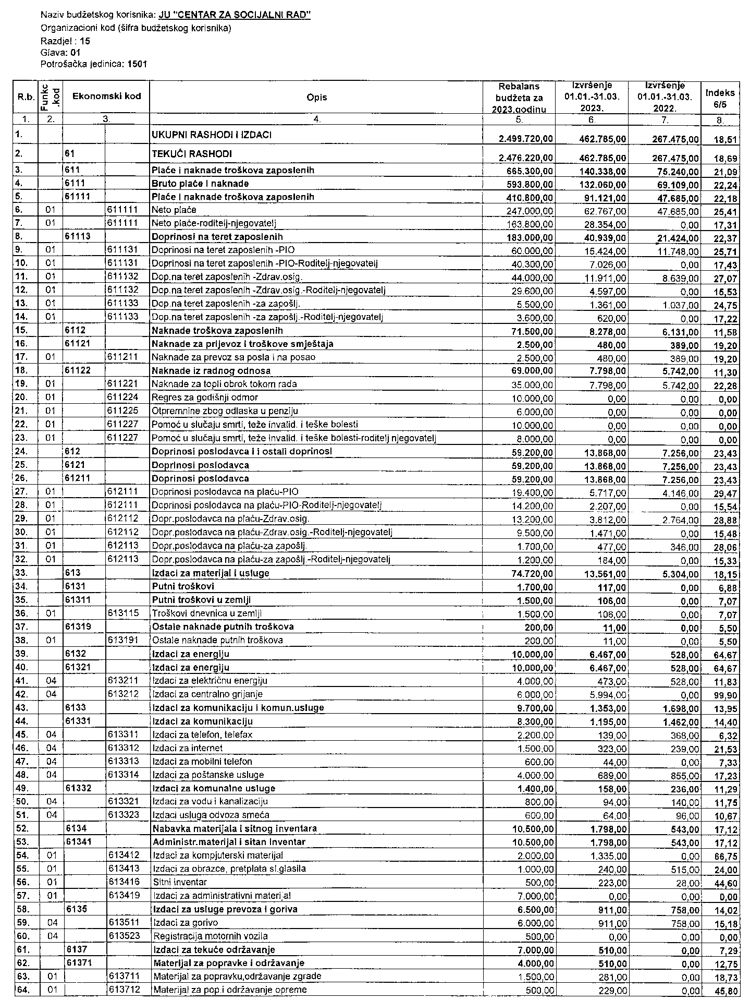 Naziv budžetskog korisnika: JU "CENTAR ZA SOCIJALNI RAD"
Organizacioni kod (šifra budžetskog korisnika)
Razdjel : 15
Glava: 01
Potrošačka jedinica: 1501
R.b. Funkc .kod Ekonomski kod Opis Rebalans budžeta za 2023.godinu Izvršenje 01.01.-31.03. 2023. Izvršenje 01.01.-31.03. 2022. Indeks 6/5
1. 2. 3. 4. 5. 6. 7. 8.
1. UKUPNI RASHODI I IZDACI 2.499.720,00 462.785,00 267.475,00 18,51
2. 61 TEKUĆI RASHODI 2.476.220,00 462.785,00 267.475,00 18,69
3. 611 Plaće i naknade troškova zaposlenih 665.300,00 140.338,00 75.240,00 21,09
4. 6111 Bruto plaće i naknade 593.800,00 132.060,00 69.109,00 22,24
5. 61111 Plaće i naknade troškova zaposlenih 410.800,00 91.121,00 47.685,00 22,18
6. 01 611111 Neto plaće 247.000,00 62.767,00 47.685,00 25,41
7. 01 611111 Neto plaće-roditelj-njegovatelj 163.800,00 28.354,00 0,00 17,31
8. 61113 Doprinosi na teret zaposlenih 183.000,00 40.939,00 21.424,00 22,37
9. 01 611131 Doprinosi na teret zaposlenih -PIO 60.000,00 15.424,00 11.748,00 25,71
10. 01 611131 Doprinosi na teret zaposlenih -PIO-Roditelj-njegovatelj 40.300,00 7.026,00 0,00 17,43
11. 01 611132 Dop.na teret zaposlenih -Zdrav.osig. 44.000,00 11.911,00 8.639,00 27,07
12. 01 611132 Dop.na teret zaposlenih -Zdrav.osig.-Roditelj-njegovatelj 29.600,00 4.597,00 0,00 15,53
13. 01 611133 Dop.na teret zaposlenih -za zapošlj. 5.500,00 1.361,00 1.037,00 24,75
14. 01 611133 Dop.na teret zaposlenih -za zapošlj.-Roditelj-njegovatelj 3.600,00 620,00 0,00 17,22
15. 6112 Naknade troškova zaposlenih 71.500,00 8.278,00 6.131,00 11,58
16. 61121 Naknade za prijevoz i troškove smještaja 2.500,00 480,00 389,00 19,20
17. 01 611211 Naknade za prevoz sa posla i na posao 2.500,00 480,00 389,00 19,20
18. 61122 Naknade iz radnog odnosa 69.000,00 7.798,00 5.742,00 11,30
19. 01 611221 Naknade za topli obrok tokom rada 35.000,00 7.798,00 5.742,00 22,28
20. 01 611224 Regres za godišnji odmor 10.000,00 0,00 0,00 0,00
21. 01 611225 Otpremnine zbog odlaska u penziju 6.000,00 0,00 0,00 0,00
22. 01 611227 Pomoć u slučaju smrti, teže invalid. i teške bolesti 10.000,00 0,00 0,00 0,00
23. 01 611227 Pomoć u slučaju smrti, teže invalid. i teške bolesti-roditelj njegovatelj 8.000,00 0,00 0,00 0,00
24. 612 Doprinosi poslodavca i i ostali doprinosi 59.200,00 13.868,00 7.256,00 23,43
25. 6121 Doprinosi poslodavca 59.200,00 13.868,00 7.256,00 23,43
26. 61211 Doprinosi poslodavca 59.200,00 13.868,00 7.256,00 23,43
27. 01 612111 Doprinosi poslodavca na plaću-PIO 19.400,00 5.717,00 4.146,00 29,47
28. 01 612111 Doprinosi poslodavca na plaću-PIO-Roditelj-njegovatelj 14.200,00 2.207,00 0,00 15,54
29. 01 612112 Dopr.poslodavca na plaću-Zdrav.osig. 13.200,00 3.812,00 2.764,00 28,88
30. 01 612112 Dopr.poslodavca na plaću-Zdrav.osig.-Roditelj-njegovatelj 9.500,00 1.471,00 0,00 15,48
31. 01 612113 Dopr.poslodavca na plaću-za zapošlj. 1.700,00 477,00 346,00 28,06
32. 01 612113 Dopr.poslodavca na plaću-za zapošlj.-Roditelj-njegovatelj 1.200,00 184,00 0,00 15,33
33. 613 Izdaci za materijal i usluge 74.720,00 13.561,00 5.304,00 18,15
34. 6131 Putni troškovi 1.700,00 117,00 0,00 6,88
35. 61311 Putni troškovi u zemlji 1.500,00 106,00 0,00 7,07
36. 01 613115 Troškovi dnevnica u zemlji 1.500,00 106,00 0,00 7,07
37. 61319 Ostale naknade putnih troškova 200,00 11,00 0,00 5,50
38. 01 613191 Ostale naknade putnih troškova 200,00 11,00 0,00 5,50
39. 6132 Izdaci za energiju 10.000,00 6.467,00 528,00 64,67
40. 61321 Izdaci za energiju 10.000,00 6.467,00 528,00 64,67
41. 04 613211 Izdaci za električnu energiju 4.000,00 473,00 528,00 11,83
42. 04 613212 Izdaci za centralno grijanje 6.000,00 5.994,00 0,00 99,90
43. 6133 Izdaci za komunikaciju i komun.usluge 9.700,00 1.353,00 1.698,00 13,95
44. 61331 Izdaci za komunikaciju 8.300,00 1.195,00 1.462,00 14,40
45. 04 613311 Izdaci za telefon, telefax 2.200,00 139,00 368,00 6,32
46. 04 613312 Izdaci za internet 1.500,00 323,00 239,00 21,53
47. 04 613313 Izdaci za mobilni telefon 600,00 44,00 0,00 7,33
48. 04 613314 Izdaci za poštanske usluge 4.000,00 689,00 855,00 17,23
49. 61332 Izdaci za komunalne usluge 1.400,00 158,00 236,00 11,29
50. 04 613321 Izdaci za vodu i kanalizaciju 800,00 94,00 140,00 11,75
51. 04 613323 Izdaci usluga odvoza smeća 600,00 64,00 96,00 10,67
52. 6134 Nabavka materijala i sitnog inventara 10.500,00 1.798,00 543,00 17,12
53. 61341 Administr.materijal i sitan inventar 10.500,00 1.798,00 543,00 17,12
54. 01 613412 Izdaci za kompjuterski materijal 2.000,00 1.335,00 0,00 66,75
55. 01 613413 Izdaci za obrazce, pretplata sl.glasila 1.000,00 240,00 515,00 24,00
56. 01 613416 Sitni inventar 500,00 223,00 28,00 44,60
57. 01 613419 Izdaci za administrativni materijal 7.000,00 0,00 0,00 0,00
58. 6135 Izdaci za usluge prevoza i goriva 6.500,00 911,00 758,00 14,02
59. 04 613511 Izdaci za gorivo 6.000,00 911,00 758,00 15,18
60. 04 613523 Registracija motornih vozila 500,00 0,00 0,00 0,00
61. 6137 Izdaci za tekuće održavanje 7.000,00 510,00 0,00 7,29
62. 61371 Materijal za popravke i održavanje 4.000,00 510,00 0,00 12,75
63. 01 613711 Materijal za popravku,održavanje zgrade 1.500,00 281,00 0,00 18,73
64. 01 613712 Materijal za pop.i održavanje opreme 500,00 229,00 0,00 45,80